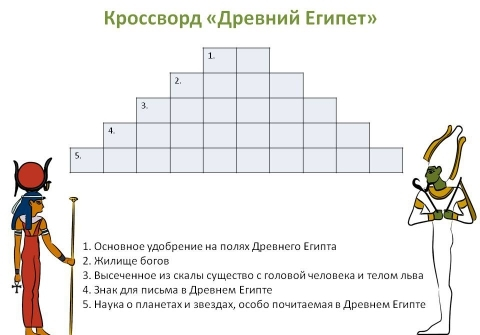 Кроссворд «Древний Египет»
1.
2.
3.
4.
5.
1. Основное удобрение на полях Древнего Египта
2. Жилище богов
3. Высеченное из скалы существо с головой человека и телом льва
4. Знак для письма в Древнем Египте
5. Наука о планетах и звездах, особо почитаемая в Древнем Египте